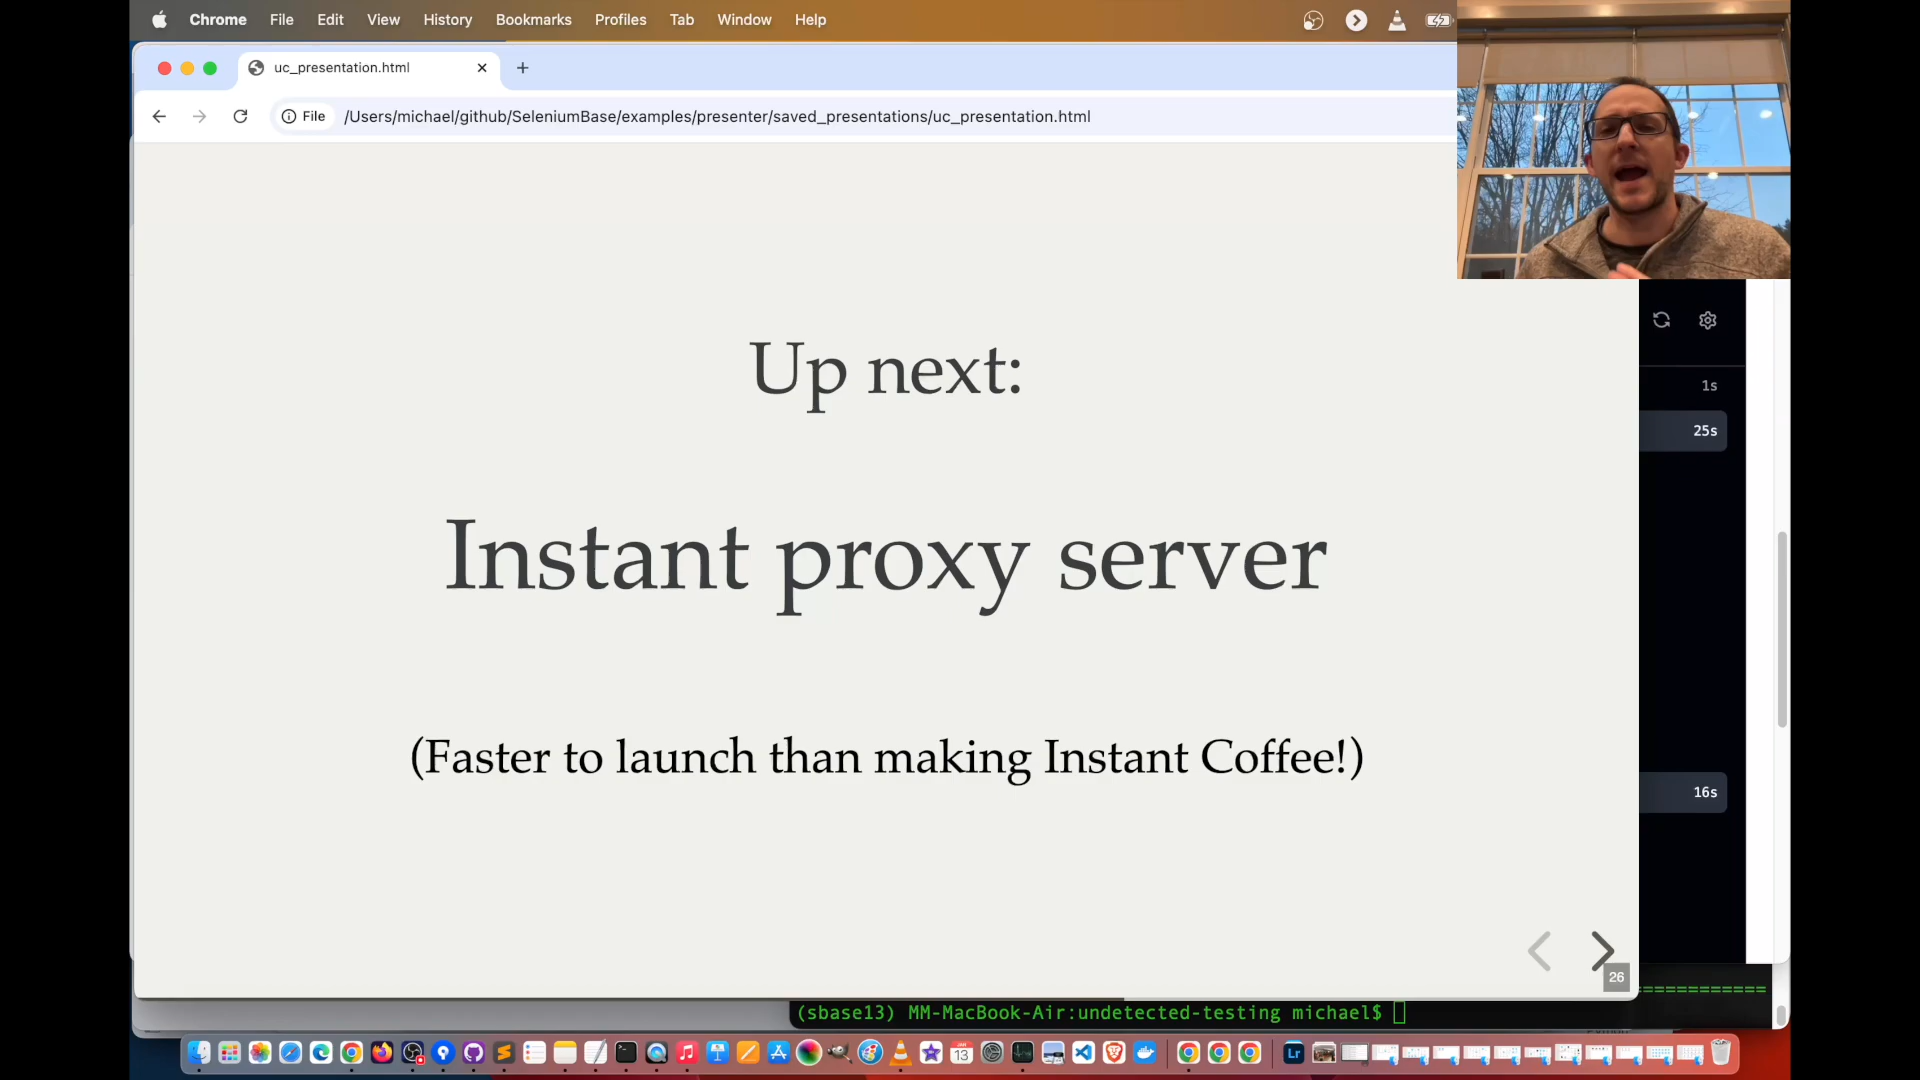 Chrome File Edit View History Bookmarks Profiles Tab Window Help
uc_presentation.html
File /Users/michael/github/SeleniumBase/examples/presenter/saved_presentations/uc_presentation.html
Up next:
Instant proxy server
(Faster to launch than making Instant Coffee!)
1s
25s
16s
26
============
(sbase13) MM-MacBook-Air:undetected-testing michael$
13
Lr